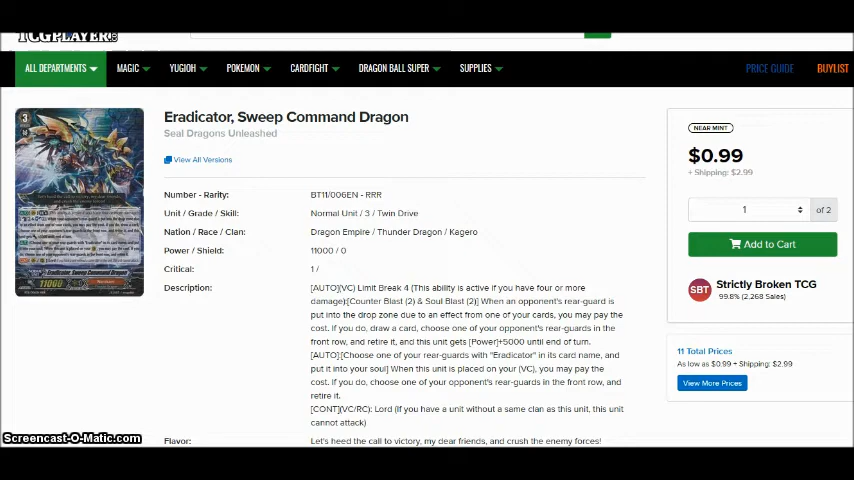 TCGPLAYER
ALL DEPARTMENTS MAGIC YUGIOH POKEMON CARDFIGHT DRAGON BALL SUPER SUPPLIES PRICE GUIDE BUYLIST
Eradicator, Sweep Command Dragon
Seal Dragons Unleashed
View All Versions
Number - Rarity: BT11/006EN - RRR
Unit / Grade / Skill: Normal Unit / 3 / Twin Drive
Nation / Race / Clan: Dragon Empire / Thunder Dragon / Kagero
Power / Shield: 11000 / 0
Critical: 1 /
Description: [AUTO](VC) Limit Break 4 (This ability is active if you have four or more
damage):[Counter Blast (2) & Soul Blast (2)] When an opponent's rear-guard is
put into the drop zone due to an effect from one of your cards, you may pay the
cost. If you do, draw a card, choose one of your opponent's rear-guards in the
front row, and retire it, and this unit gets [Power]+5000 until end of turn.
[AUTO]:[Choose one of your rear-guards with "Eradicator" in its card name, and
put it into your soul] When this unit is placed on your (VC), you may pay the
cost. If you do, choose one of your opponent's rear-guards in the front row, and
retire it.
[CONT](VC/RC): Lord (If you have a unit without a same clan as this unit, this unit
cannot attack)
Flavor: Let's heed the call to victory, my dear friends, and crush the enemy forces!
NEAR MINT
$0.99
+ Shipping: $2.99
1 of 2
Add to Cart
SBT
Strictly Broken TCG
99.8% (2,268 Sales)
11 Total Prices
As low as $0.99 + Shipping: $2.99
View More Prices
3
Eradicator, Sweep Command Dragon
11000
Screencast-O-Matic.com